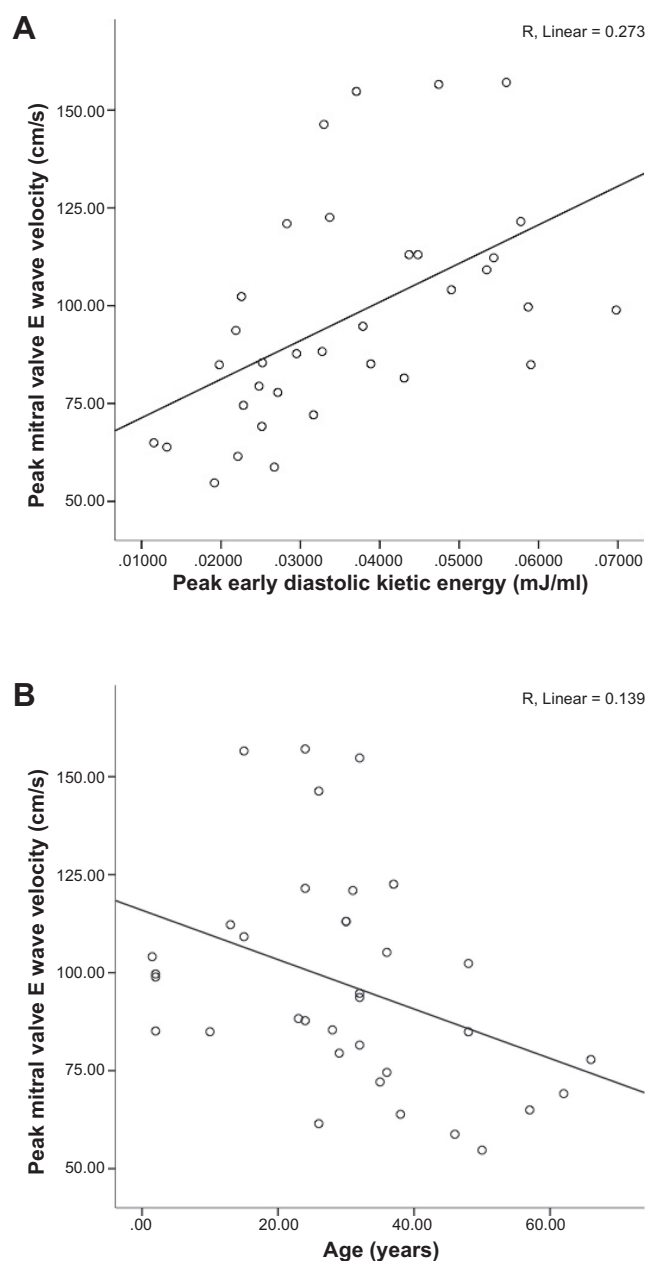 A
R, Linear = 0.273
Peak mitral valve E wave velocity (cm/s)
150.00
125.00
100.00
75.00
50.00
.01000 .02000 .03000 .04000 .05000 .06000 .07000
Peak early diastolic kietic energy (mJ/ml)
B
R, Linear = 0.139
Peak mitral valve E wave velocity (cm/s)
150.00
125.00
100.00
75.00
50.00
.00 20.00 40.00 60.00
Age (years)